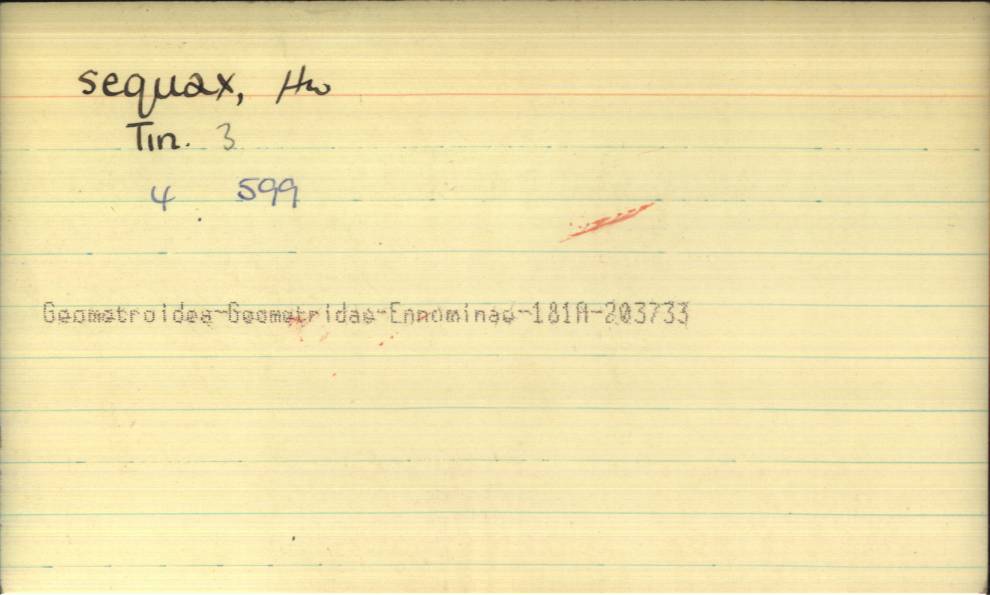 sequax, Hw
Tin. 3
4 599
Geometroidea-Geometridae-Ennominae-181A-203733